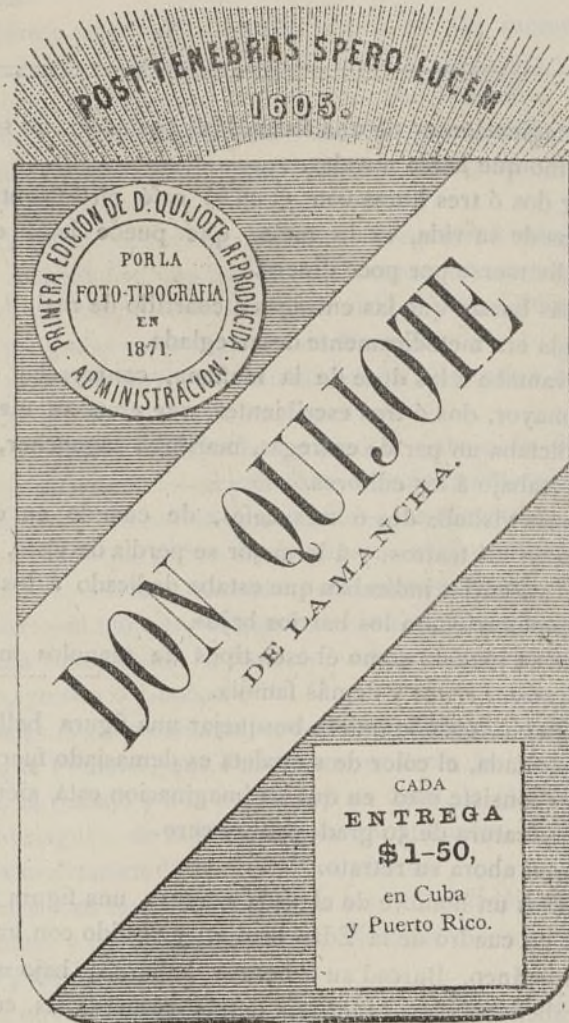 POST TENEBRAS SPERO LUCEM
1605.
PRIMERA EDICION DE D. QUIJOTE REPRODUCIDA
POR LA
FOTO-TIPOGRAFIA
EN
1871.
ADMINISTRACION
DON QUIJOTE
DE LA MANCHA.
CADA
ENTREGA
$1-50,
en Cuba
y Puerto Rico.